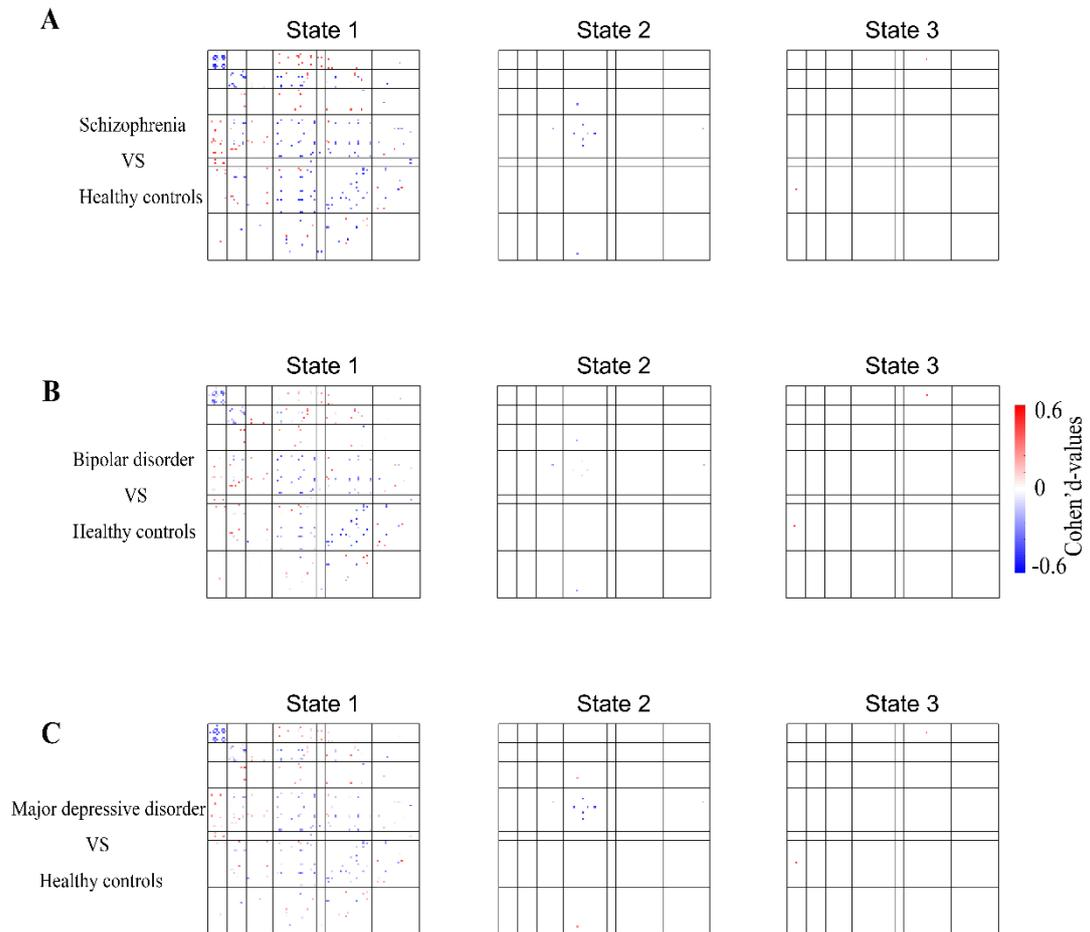 A
State 1
State 2
State 3
Schizophrenia
VS
Healthy controls
B
State 1
State 2
State 3
Bipolar disorder
VS
Healthy controls
0.6
0
-0.6
Cohen’d-values
C
State 1
State 2
State 3
Major depressive disorder
VS
Healthy controls